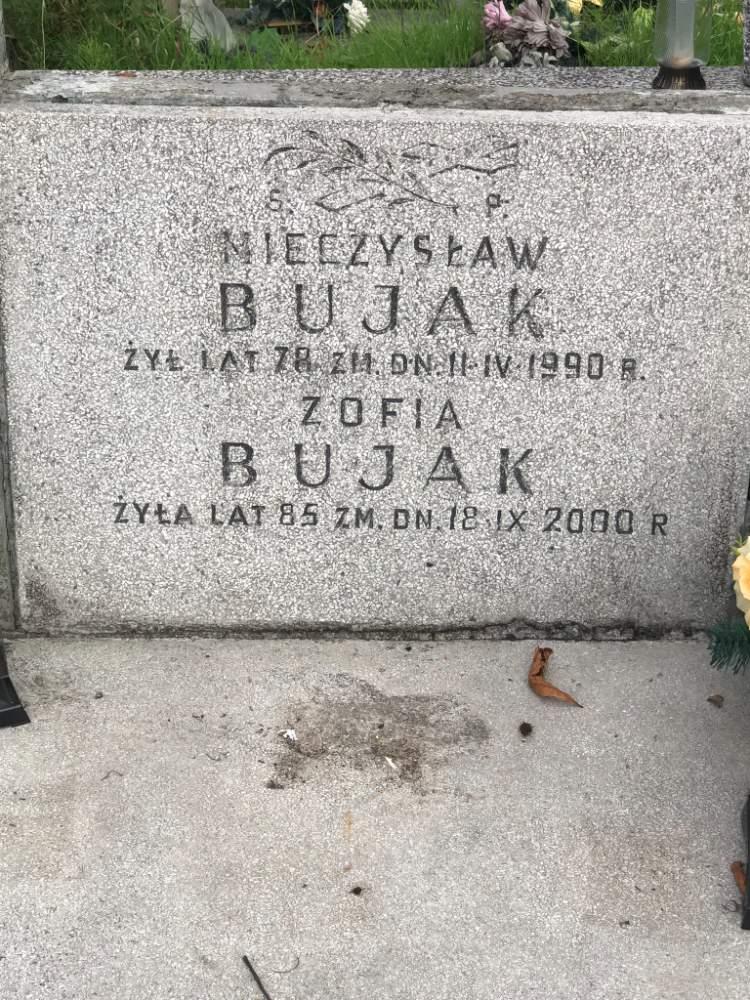 Ś. P.
MIECZYSŁAW
BUJAK
ŻYŁ LAT 78 ZM. DN. 11·IV·1990 R.
ZOFIA
BUJAK
ŻYŁA LAT 85 ZM. DN. 18·IX 2000 R